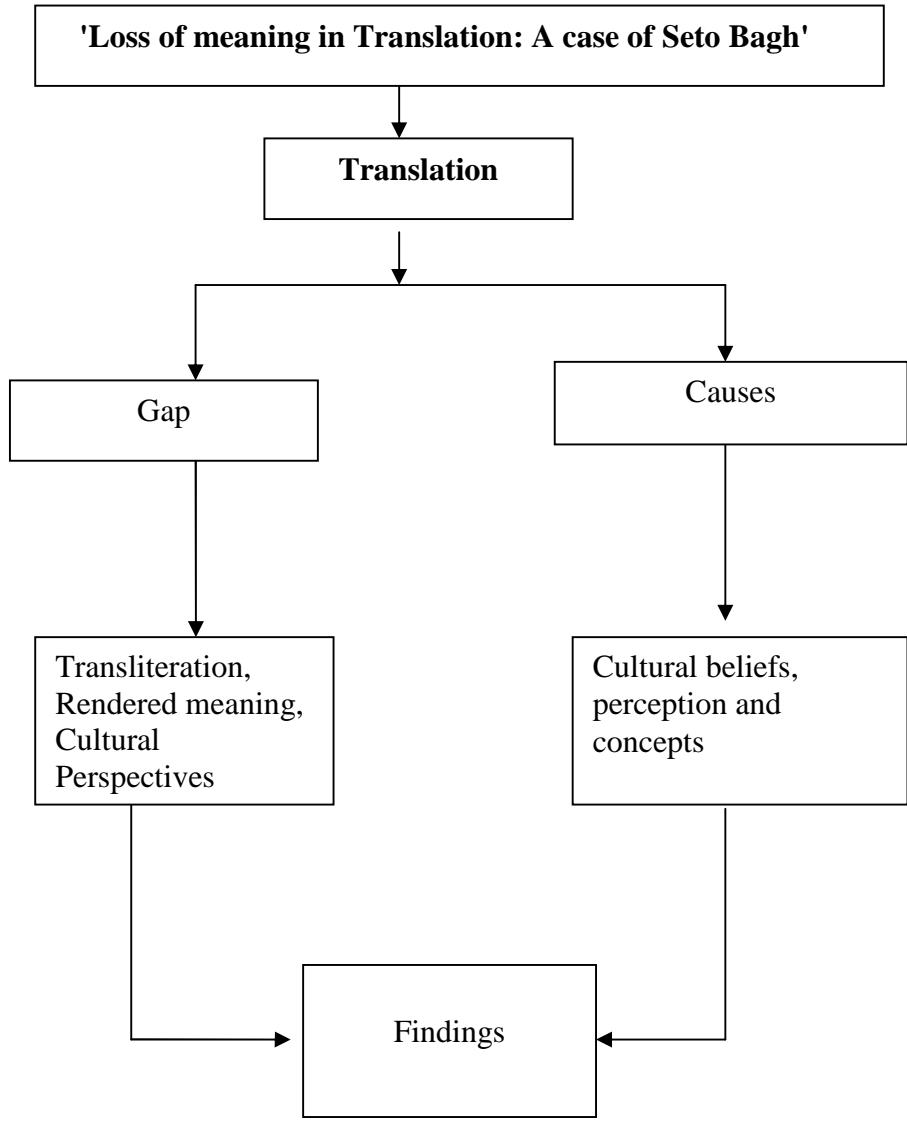 'Loss of meaning in Translation: A case of Seto Bagh'
Translation
Gap
Causes
Transliteration,
Rendered meaning,
Cultural
Perspectives
Cultural beliefs,
perception and
concepts
Findings